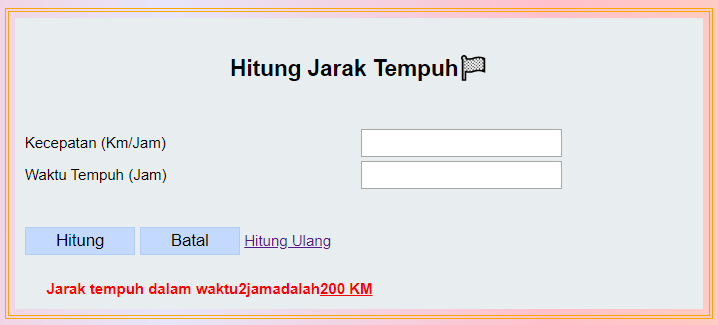 Hitung Jarak Tempuh
Kecepatan (Km/Jam)
Waktu Tempuh (Jam)
Hitung Batal Hitung Ulang
Jarak tempuh dalam waktu2jamadalah200 KM